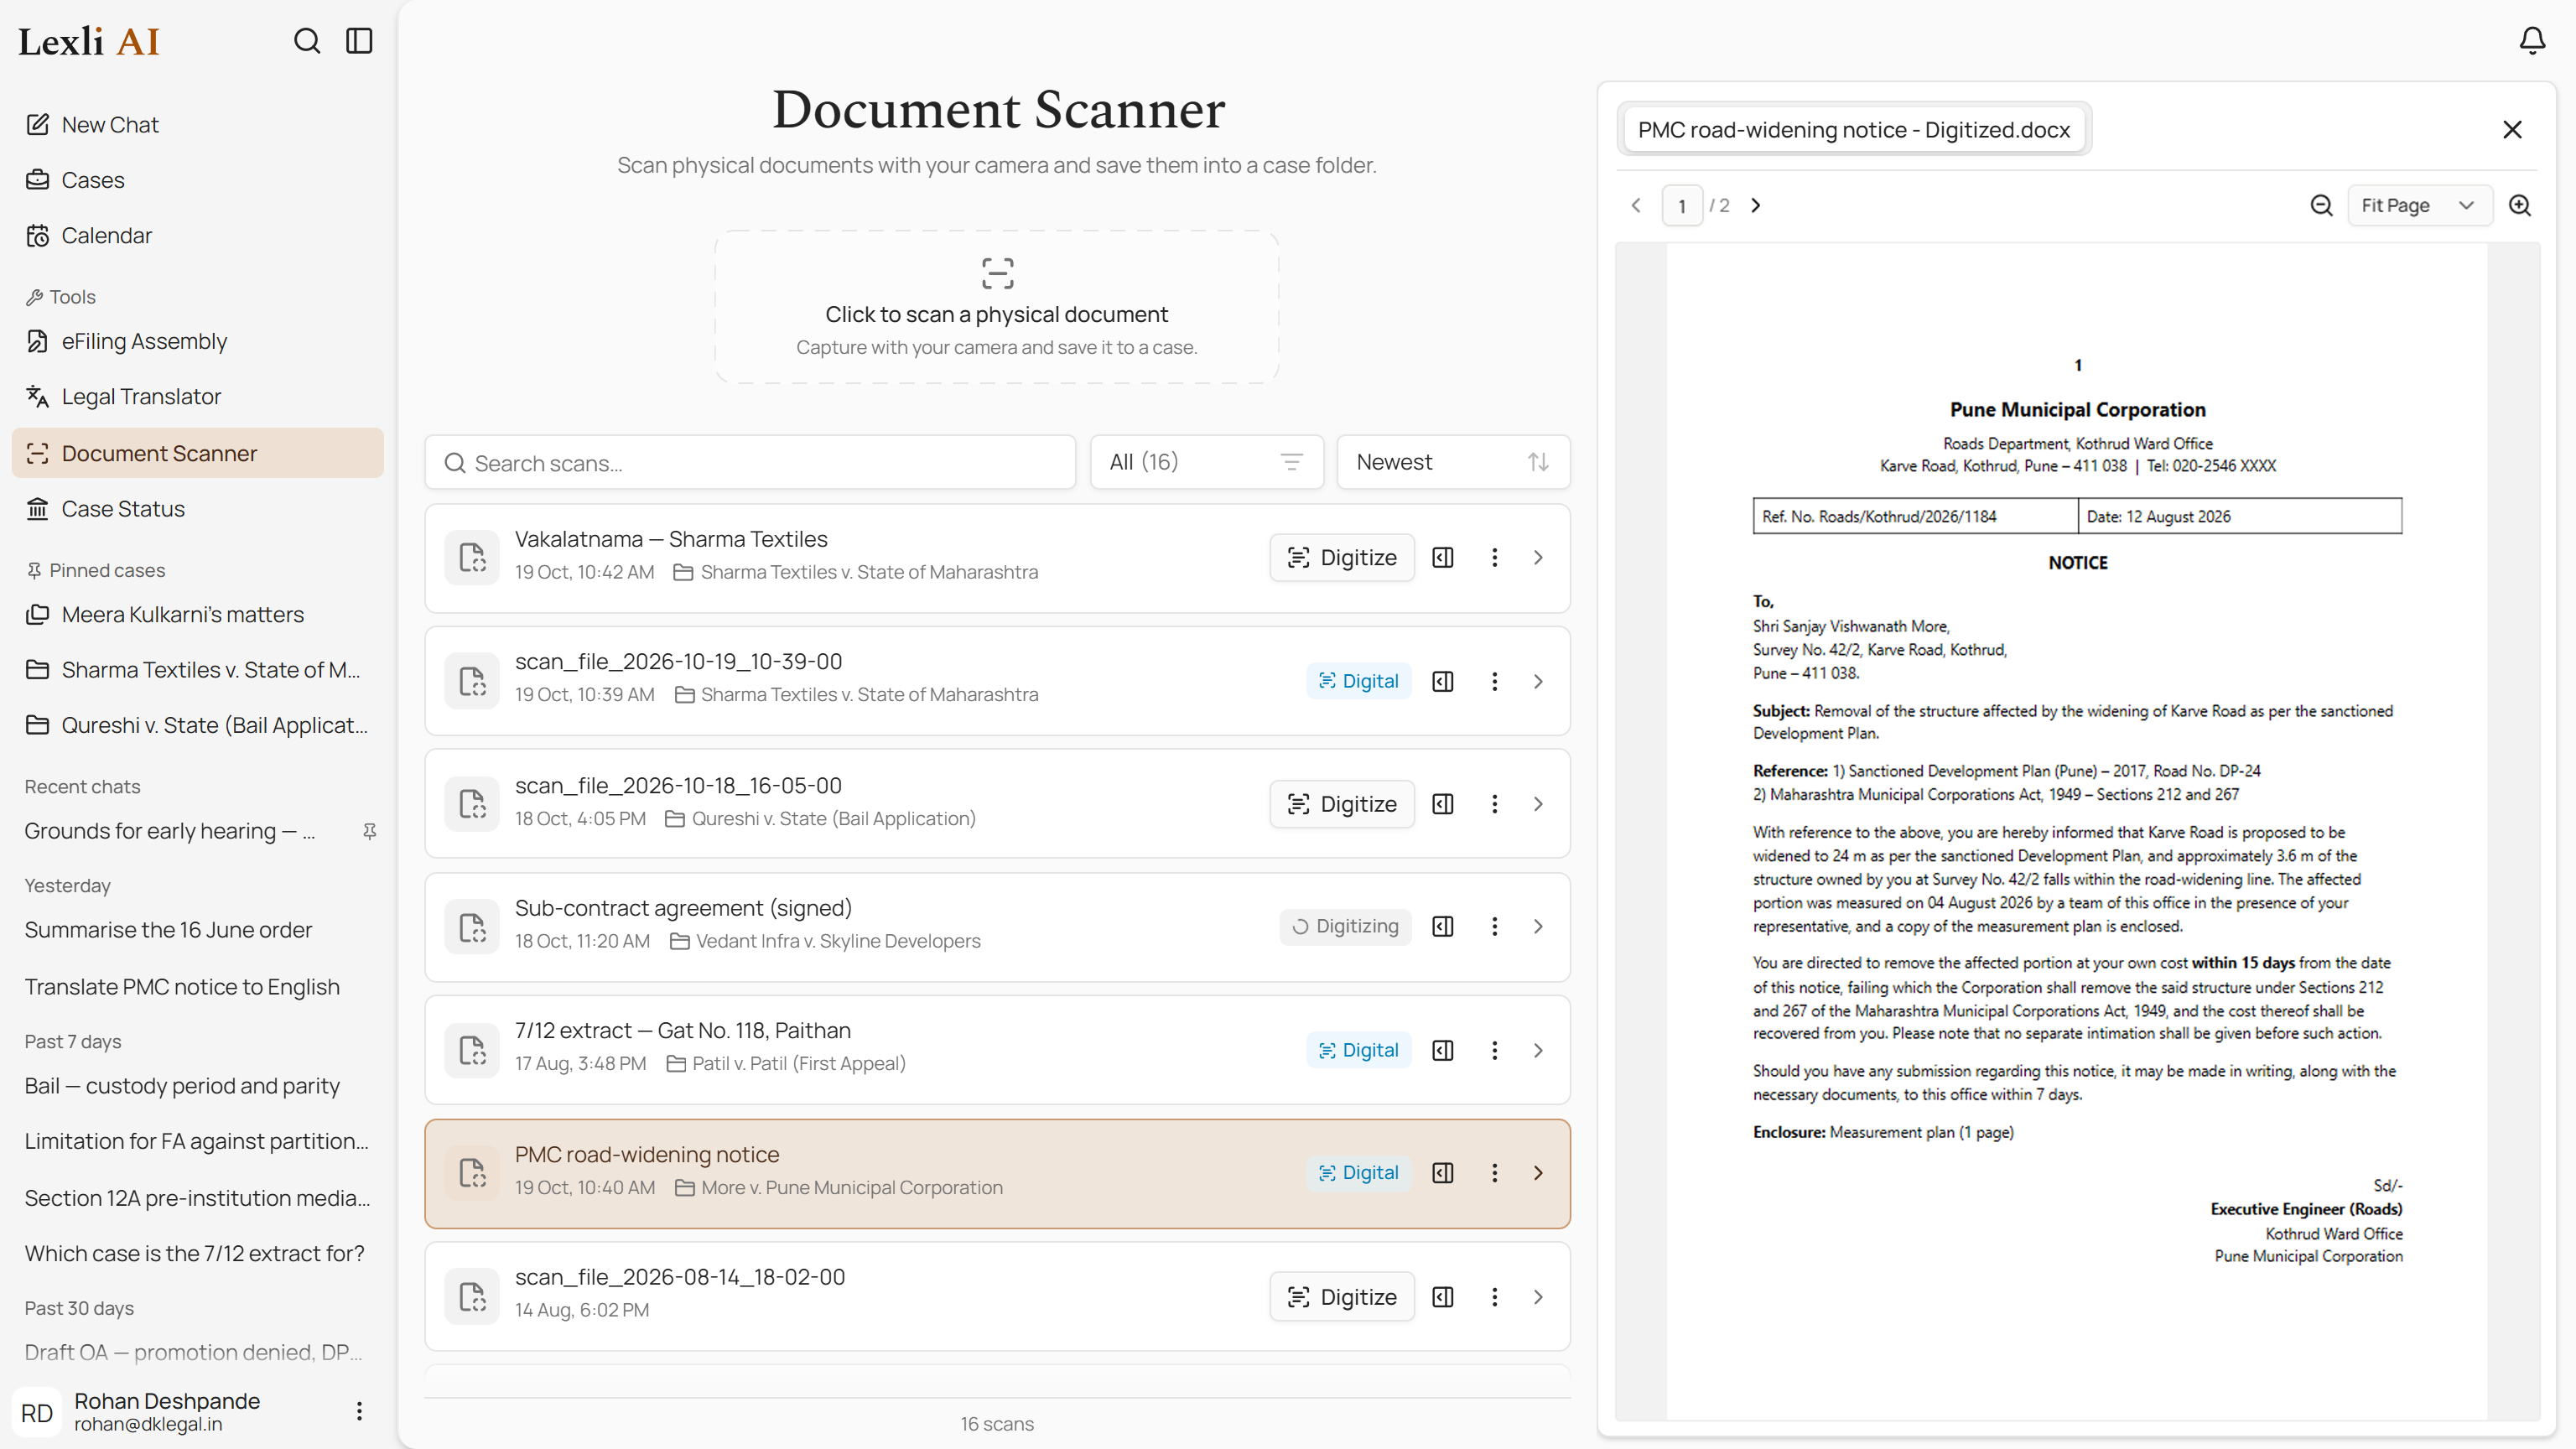 Lexli AI
New Chat
Cases
Calendar
Tools
eFiling Assembly
Legal Translator
Document Scanner
Case Status
Pinned cases
Meera Kulkarni's matters
Sharma Textiles v. State of M...
Qureshi v. State (Bail Applicat...
Recent chats
Grounds for early hearing — ...
Yesterday
Summarise the 16 June order
Translate PMC notice to English
Past 7 days
Bail — custody period and parity
Limitation for FA against partition...
Section 12A pre-institution media...
Which case is the 7/12 extract for?
Past 30 days
Draft OA — promotion denied, DP...
RD
Rohan Deshpande
rohan@dklegal.in
Document Scanner
Scan physical documents with your camera and save them into a case folder.
Click to scan a physical document
Capture with your camera and save it to a case.
Search scans...
All (16)
Newest
Vakalatnama — Sharma Textiles
19 Oct, 10:42 AM Sharma Textiles v. State of Maharashtra
Digitize
scan_file_2026-10-19_10-39-00
19 Oct, 10:39 AM Sharma Textiles v. State of Maharashtra
Digital
scan_file_2026-10-18_16-05-00
18 Oct, 4:05 PM Qureshi v. State (Bail Application)
Digitize
Sub-contract agreement (signed)
18 Oct, 11:20 AM Vedant Infra v. Skyline Developers
Digitizing
7/12 extract — Gat No. 118, Paithan
17 Aug, 3:48 PM Patil v. Patil (First Appeal)
Digital
PMC road-widening notice
19 Oct, 10:40 AM More v. Pune Municipal Corporation
Digital
scan_file_2026-08-14_18-02-00
14 Aug, 6:02 PM
Digitize
16 scans
PMC road-widening notice - Digitized.docx
1 / 2
Fit Page
1
Pune Municipal Corporation
Roads Department, Kothrud Ward Office
Karve Road, Kothrud, Pune – 411 038 | Tel: 020-2546 XXXX
Ref. No. Roads/Kothrud/2026/1184 Date: 12 August 2026
NOTICE
To,
Shri Sanjay Vishwanath More,
Survey No. 42/2, Karve Road, Kothrud,
Pune – 411 038.
Subject: Removal of the structure affected by the widening of Karve Road as per the sanctioned
Development Plan.
Reference: 1) Sanctioned Development Plan (Pune) – 2017, Road No. DP-24
2) Maharashtra Municipal Corporations Act, 1949 – Sections 212 and 267
With reference to the above, you are hereby informed that Karve Road is proposed to be
widened to 24 m as per the sanctioned Development Plan, and approximately 3.6 m of the
structure owned by you at Survey No. 42/2 falls within the road-widening line. The affected
portion was measured on 04 August 2026 by a team of this office in the presence of your
representative, and a copy of the measurement plan is enclosed.
You are directed to remove the affected portion at your own cost within 15 days from the date
of this notice, failing which the Corporation shall remove the said structure under Sections 212
and 267 of the Maharashtra Municipal Corporations Act, 1949, and the cost thereof shall be
recovered from you. Please note that no separate intimation shall be given before such action.
Should you have any submission regarding this notice, it may be made in writing, along with the
necessary documents, to this office within 7 days.
Enclosure: Measurement plan (1 page)
Sd/-
Executive Engineer (Roads)
Kothrud Ward Office
Pune Municipal Corporation